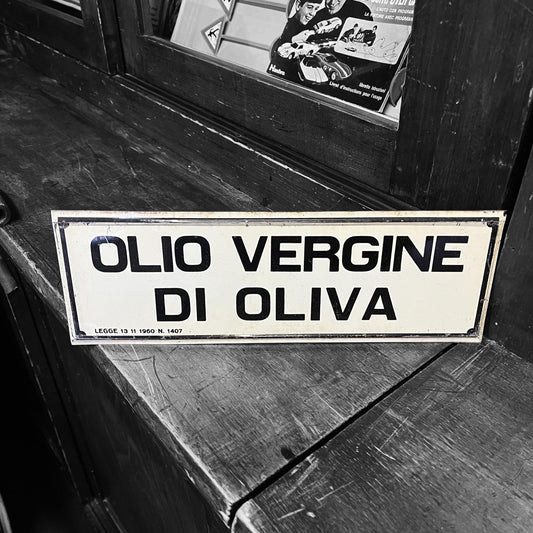 OLIO VERGINE
DI OLIVA
LEGGE 13 11 1960 N. 1407